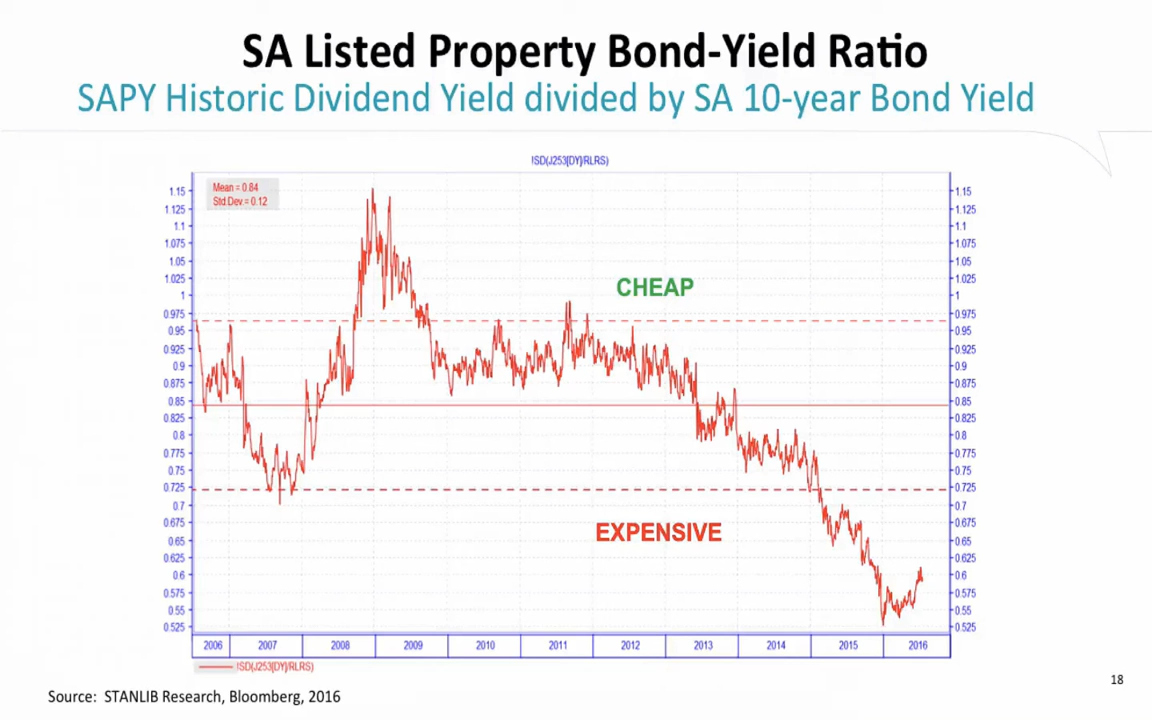 SA Listed Property Bond-Yield Ratio
SAPY Historic Dividend Yield divided by SA 10-year Bond Yield
!SD(J253[DY]/RLRS)
Mean = 0.84
Std.Dev. = 0.12
1.15 1.15
1.125 1.125
1.1 1.1
1.075 1.075
1.05 1.05
1.025 1.025
CHEAP
1 1
0.975 0.975
0.95 0.95
0.925 0.925
0.9 0.9
0.875 0.875
0.85 0.85
0.825 0.825
0.8 0.8
0.775 0.775
0.75 0.75
0.725 0.725
0.7 0.7
EXPENSIVE
0.675 0.675
0.65 0.65
0.625 0.625
0.6 0.6
0.575 0.575
0.55 0.55
0.525 0.525
2006 2007 2008 2009 2010 2011 2012 2013 2014 2015 2016
!SD(J253[DY]/RLRS)
18
Source: STANLIB Research, Bloomberg, 2016